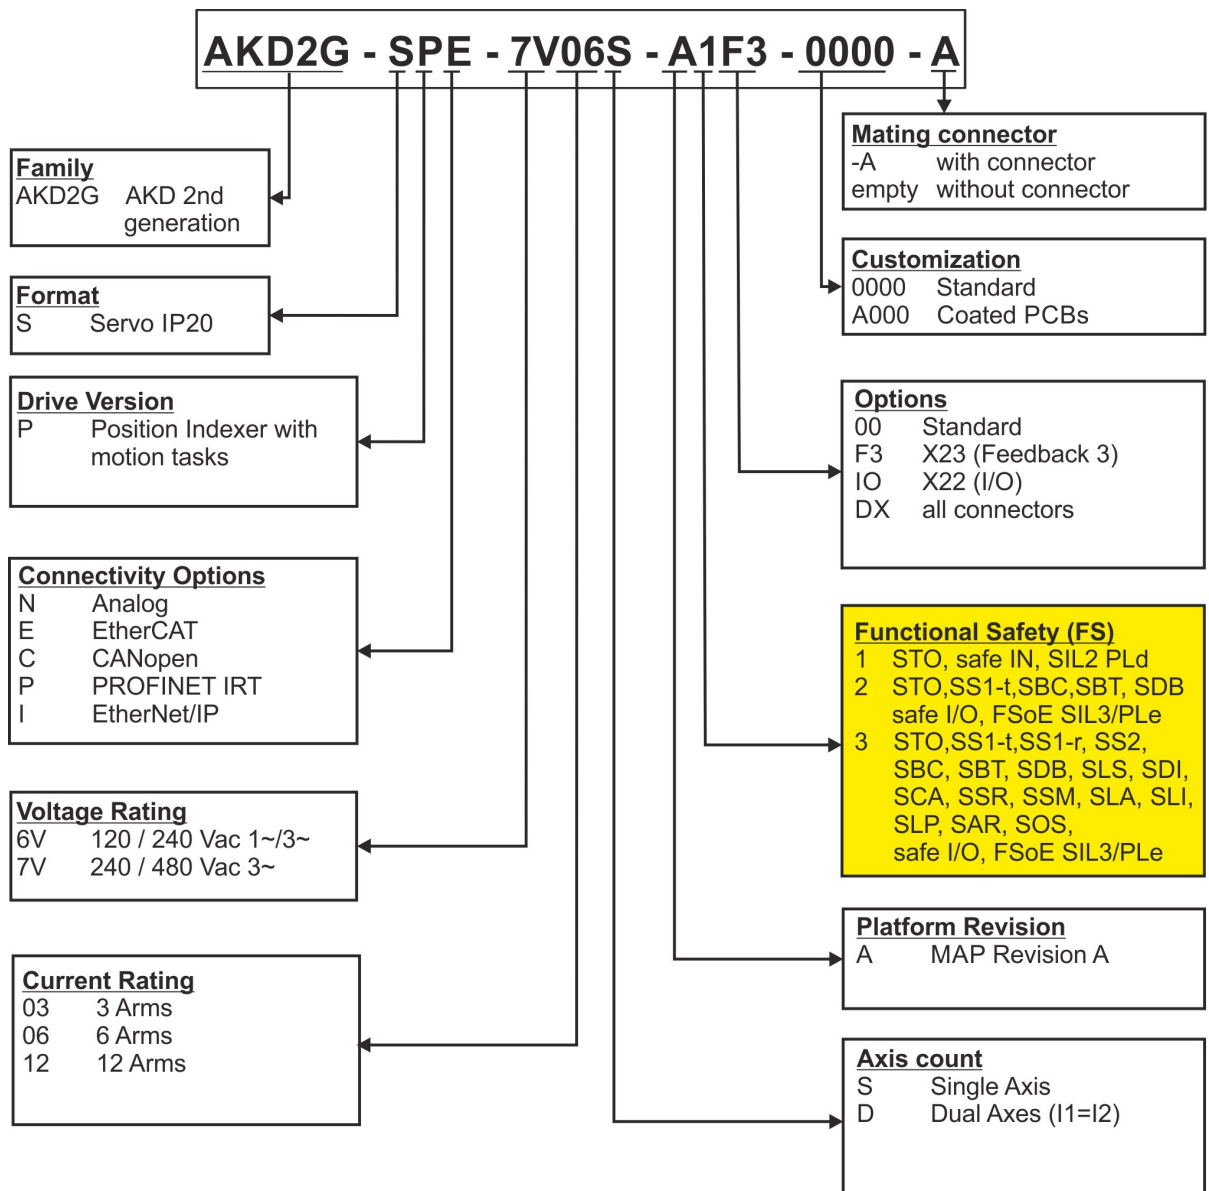 AKD2G - SPE - 7V06S - A1F3 - 0000 - A
Family
AKD2G AKD 2nd
generation
Format
S Servo IP20
Drive Version
P Position Indexer with
motion tasks
Connectivity Options
N Analog
E EtherCAT
C CANopen
P PROFINET IRT
I EtherNet/IP
Voltage Rating
6V 120 / 240 Vac 1~/3~
7V 240 / 480 Vac 3~
Current Rating
03 3 Arms
06 6 Arms
12 12 Arms
Mating connector
-A with connector
empty without connector
Customization
0000 Standard
A000 Coated PCBs
Options
00 Standard
F3 X23 (Feedback 3)
IO X22 (I/O)
DX all connectors
Functional Safety (FS)
1 STO, safe IN, SIL2 PLd
2 STO,SS1-t,SBC,SBT, SDB
safe I/O, FSoE SIL3/PLe
3 STO,SS1-t,SS1-r, SS2,
SBC, SBT, SDB, SLS, SDI,
SCA, SSR, SSM, SLA, SLI,
SLP, SAR, SOS,
safe I/O, FSoE SIL3/PLe
Platform Revision
A MAP Revision A
Axis count
S Single Axis
D Dual Axes (I1=I2)